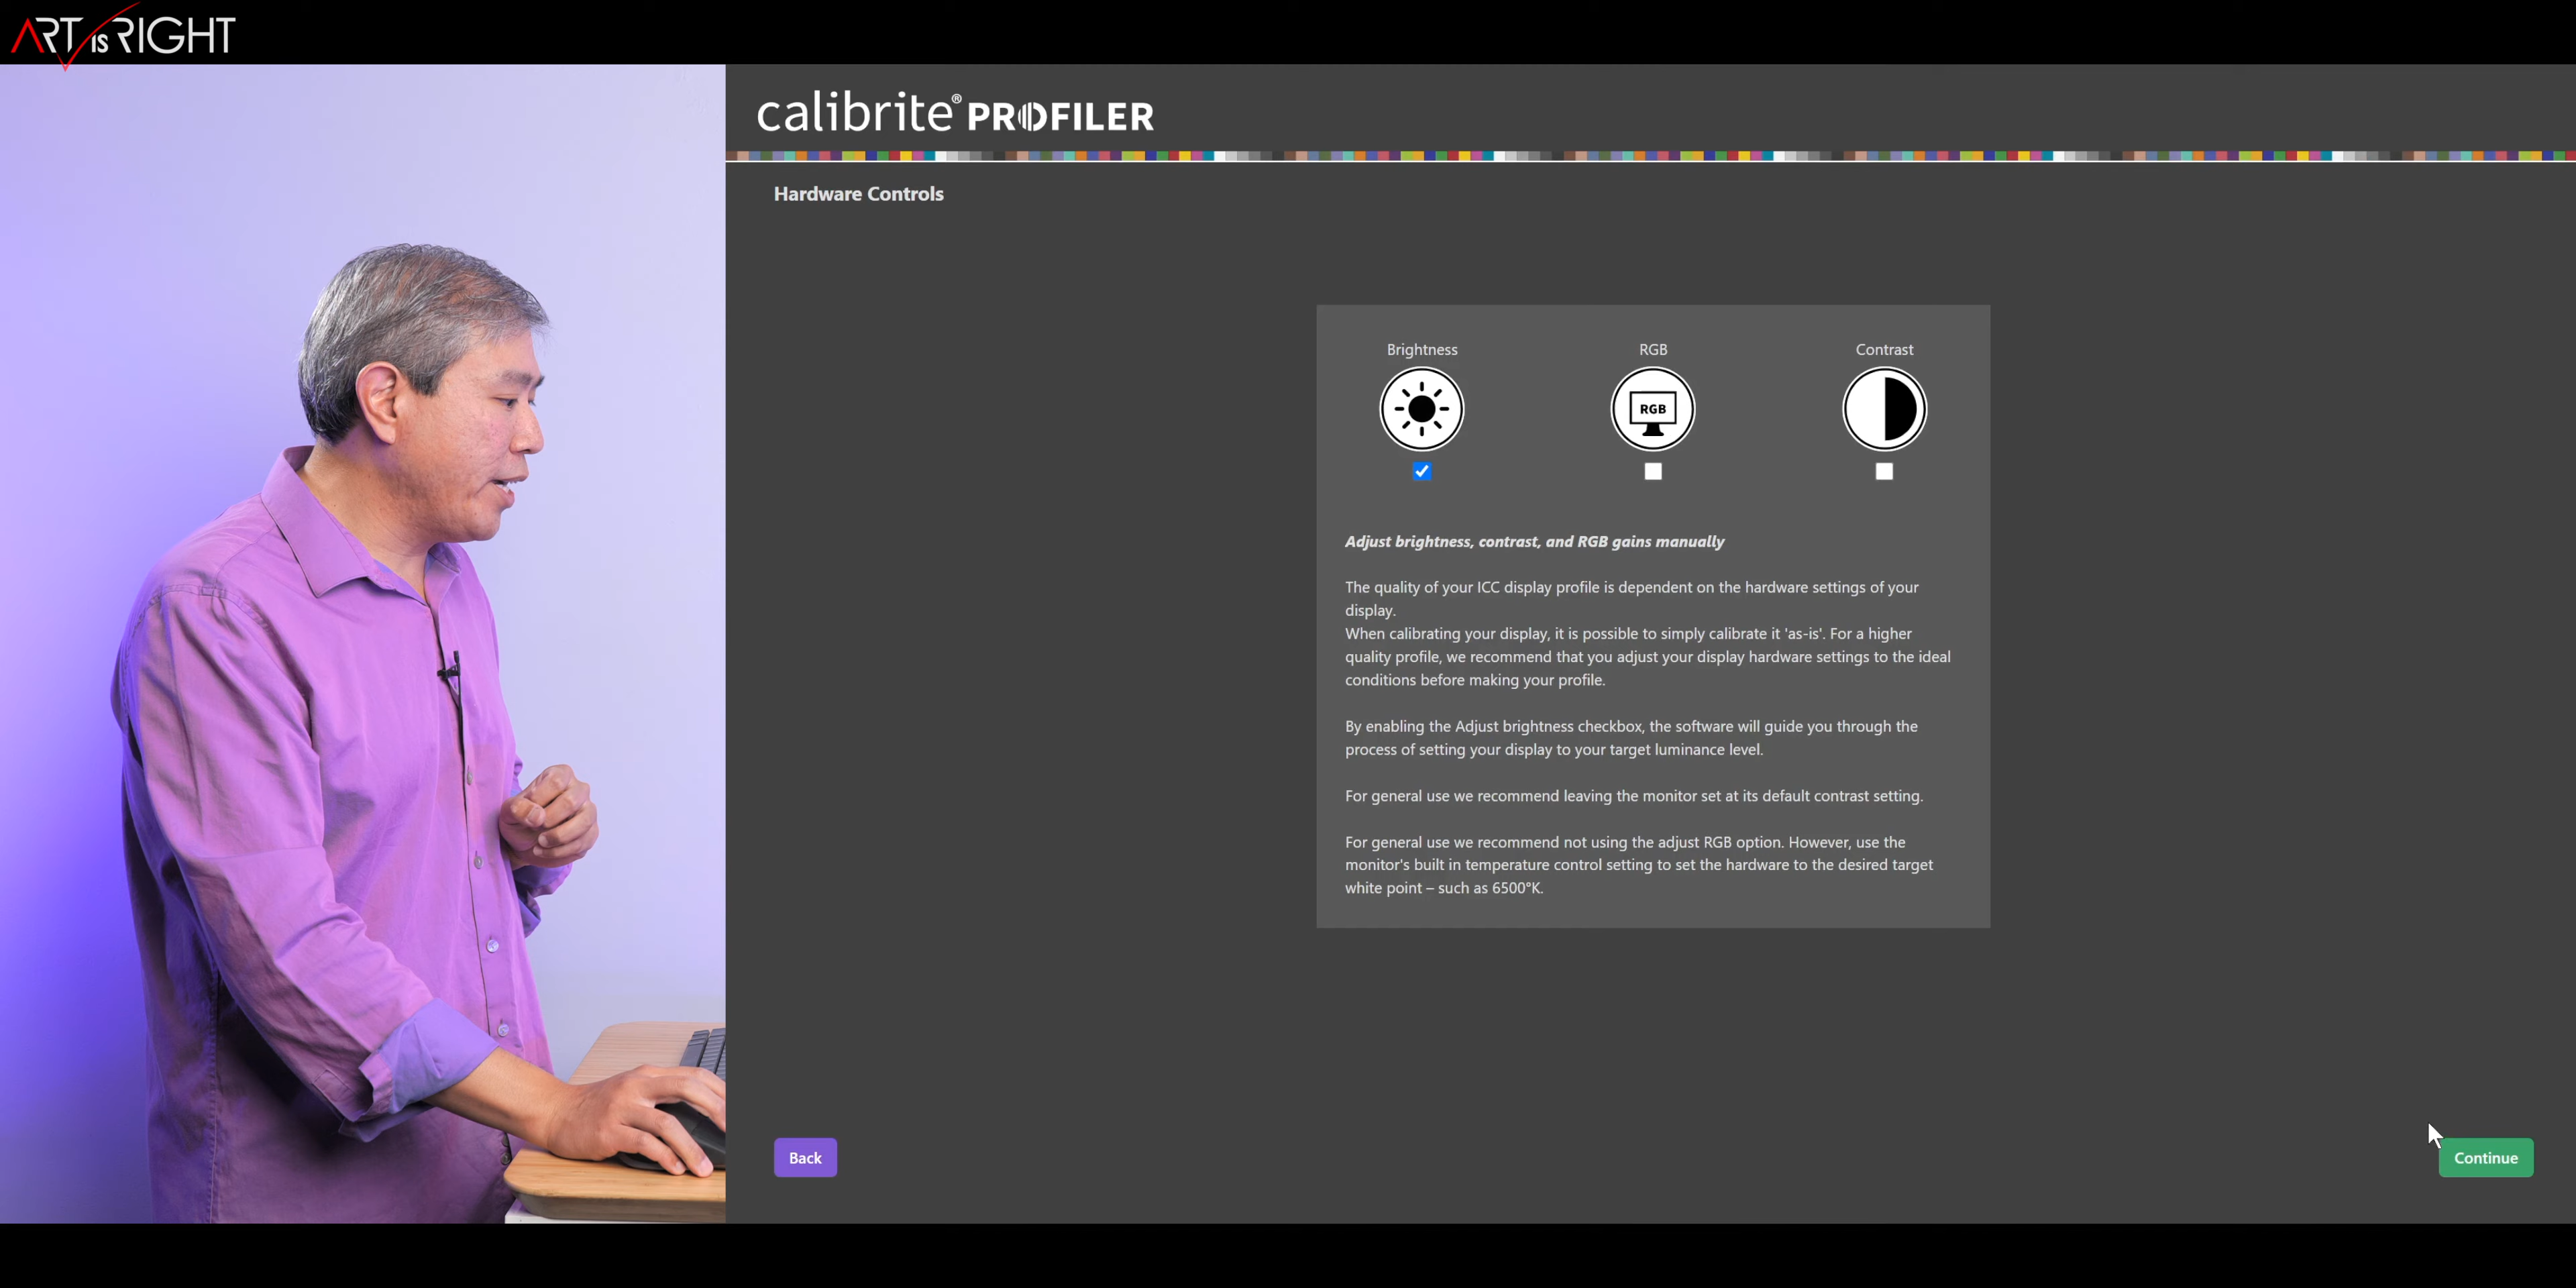 ART is RIGHT
calibrite® PROFILER
Hardware Controls
Brightness
RGB
Contrast
RGB
Adjust brightness, contrast, and RGB gains manually
The quality of your ICC display profile is dependent on the hardware settings of your
display.
When calibrating your display, it is possible to simply calibrate it 'as-is'. For a higher
quality profile, we recommend that you adjust your display hardware settings to the ideal
conditions before making your profile.
By enabling the Adjust brightness checkbox, the software will guide you through the
process of setting your display to your target luminance level.
For general use we recommend leaving the monitor set at its default contrast setting.
For general use we recommend not using the adjust RGB option. However, use the
monitor's built in temperature control setting to set the hardware to the desired target
white point – such as 6500°K.
Back
Continue